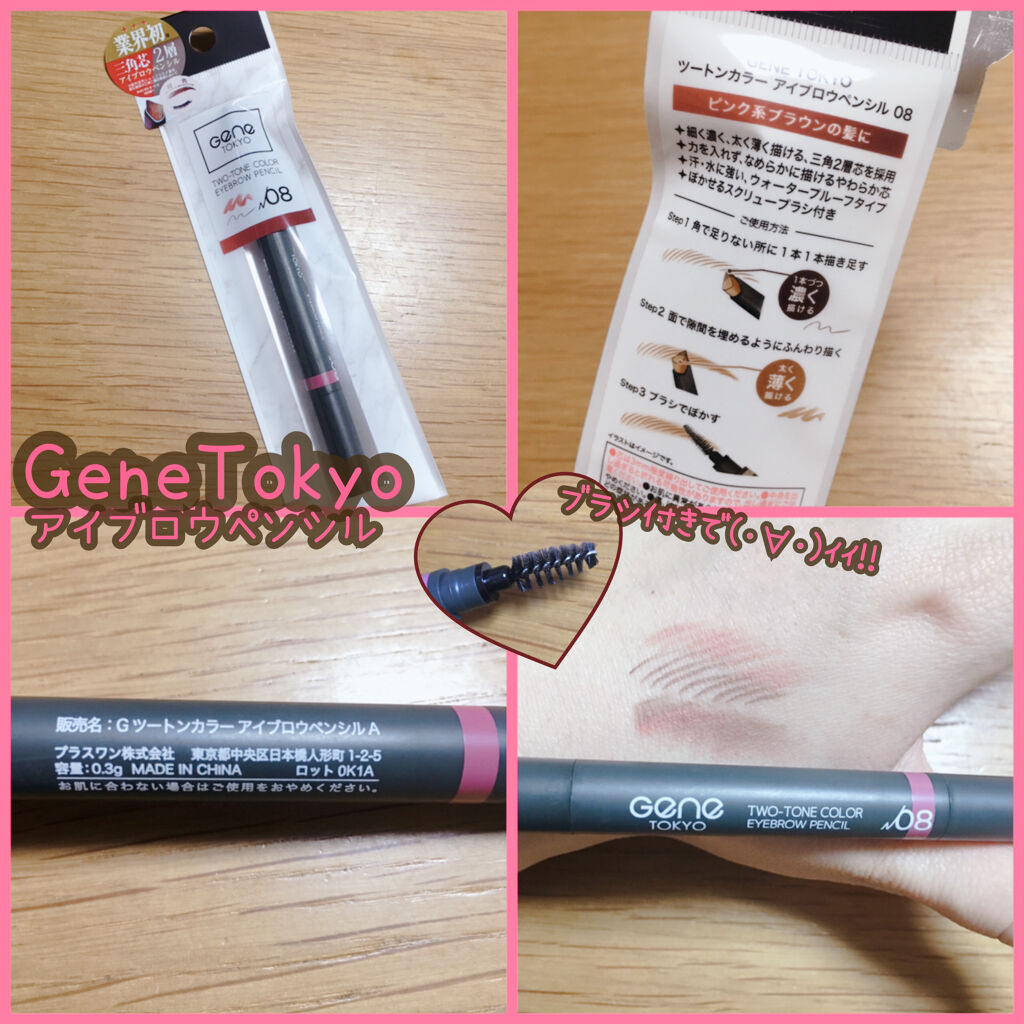 業界初
三角芯 2層
アイブロウペンシル
Gene
TOKYO
TWO-TONE COLOR
EYEBROW PENCIL
N°08
GENE TOKYO
ツートンカラー アイブロウペンシル 08
ピンク系ブラウンの髪に
✦細く濃く、太く薄く描ける、三角2層芯を採用
✦力を入れず、なめらかに描けるやわらか芯
✦汗・水に強い、ウォータープルーフタイプ
✦ぼかせるスクリューブラシ付き
ご使用方法
Step1 角で足りない所に1本1本描き足す
1本づつ
濃く
描ける
Step2 面で隙間を埋めるようにふんわり描く
太く
薄く
描ける
Step3 ブラシでぼかす
イラストはイメージです。
GeneTokyo
アイブロウペンシル
ブラシ付きで(・∀・)ｲｲ!!
販売名：G ツートンカラー アイブロウペンシル A
プラスワン株式会社 東京都中央区日本橋人形町 1-2-5
容量：0.3g MADE IN CHINA ロット 0K1A
お肌に合わない場合はご使用をおやめください。
Gene
TOKYO
TWO-TONE COLOR
EYEBROW PENCIL
N°08